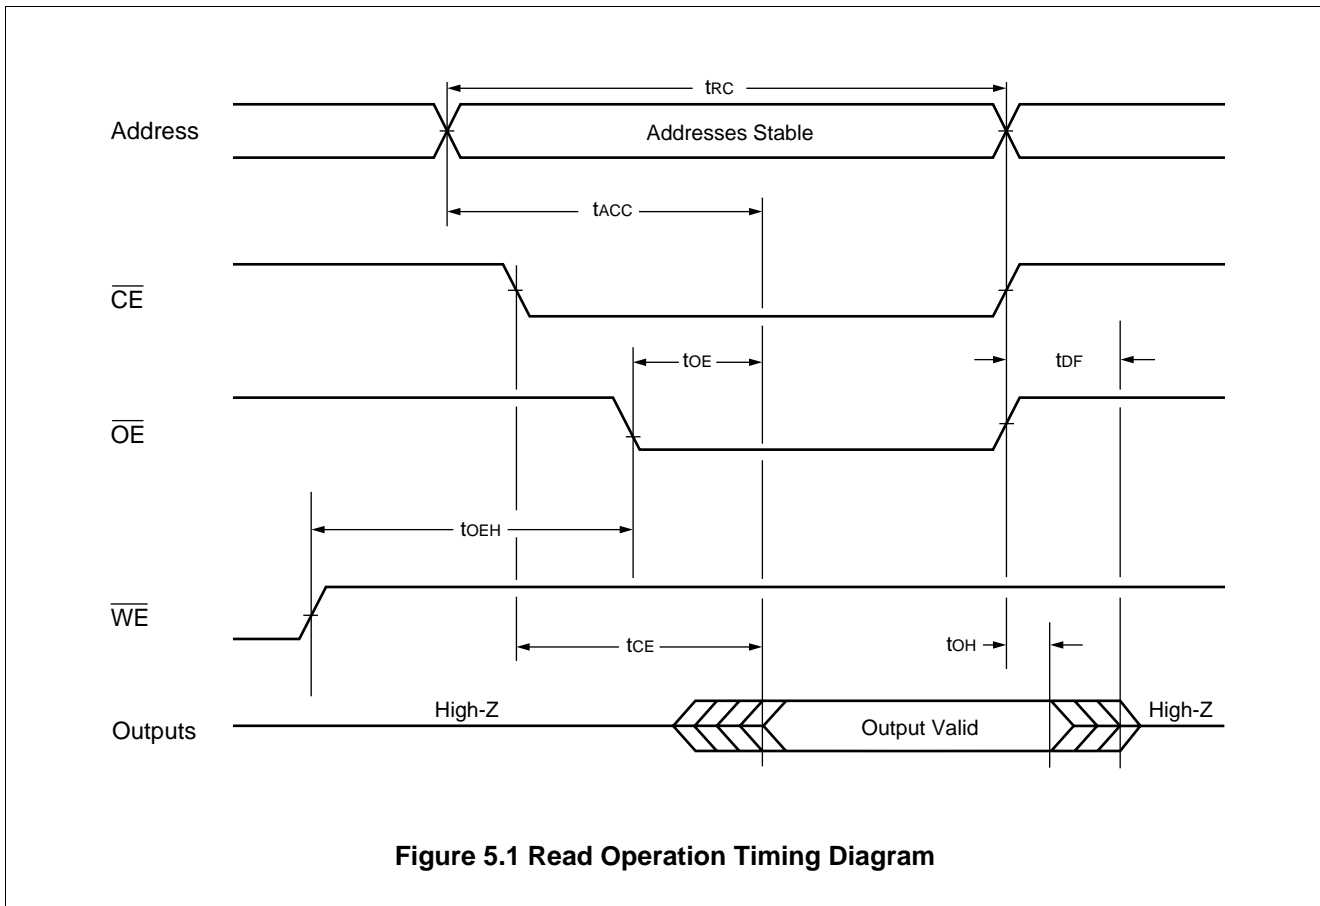 tRC
Address
Addresses Stable
tACC
CE
tOE
tDF
OE
tOEH
WE
tCE
tOH
High-Z
High-Z
Outputs
Output Valid
Figure 5.1 Read Operation Timing Diagram